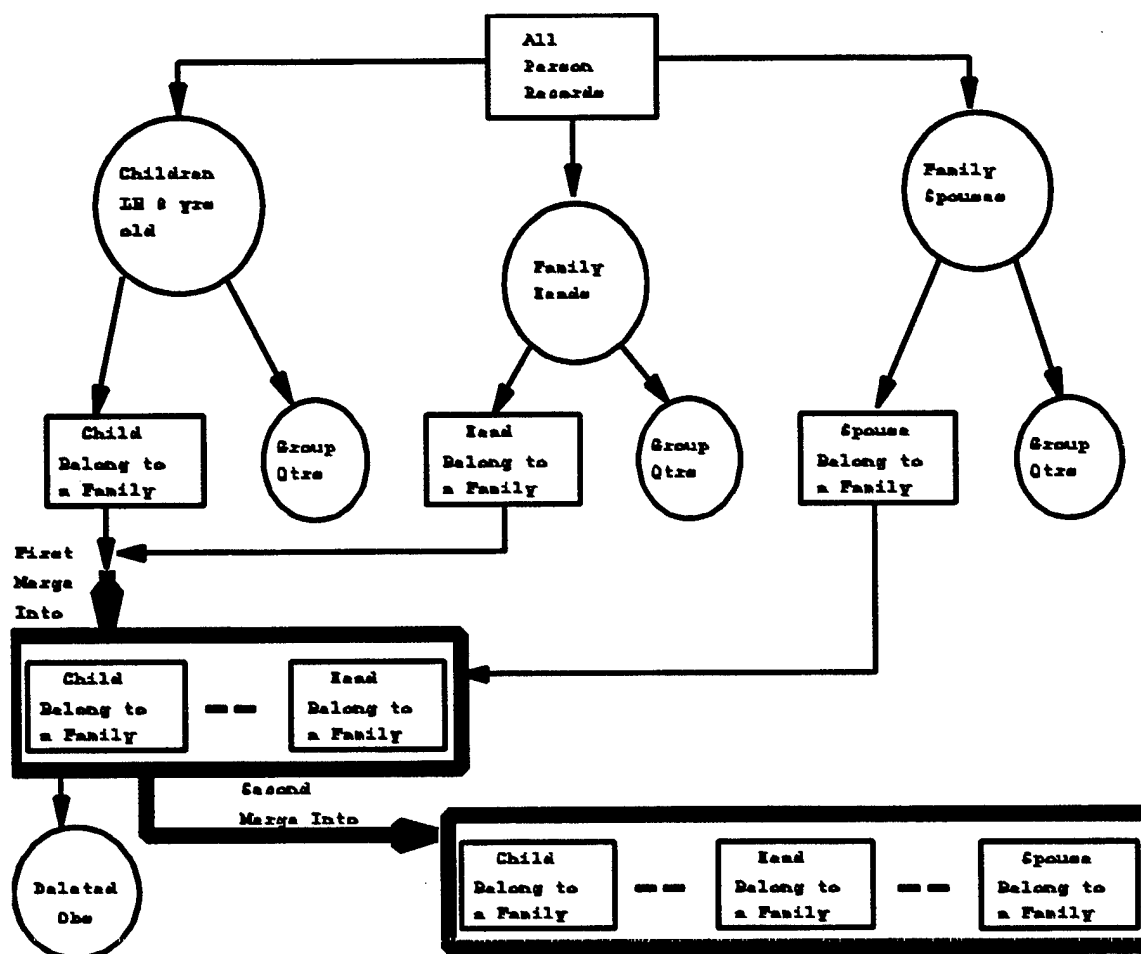 All
Person
Records
Children
LE yrs
old
Family
Spouses
Family
Heads
Child
Belong to
a Family
Group
Qtrs
Head
Belong to
a Family
Group
Qtrs
Spouse
Belong to
a Family
Group
Qtrs
First
Merge
Into
Child
Belong to
a Family
Head
Belong to
a Family
Second
Merge Into
Deleted
Obs
Child
Belong to
a Family
Head
Belong to
a Family
Spouse
Belong to
a Family